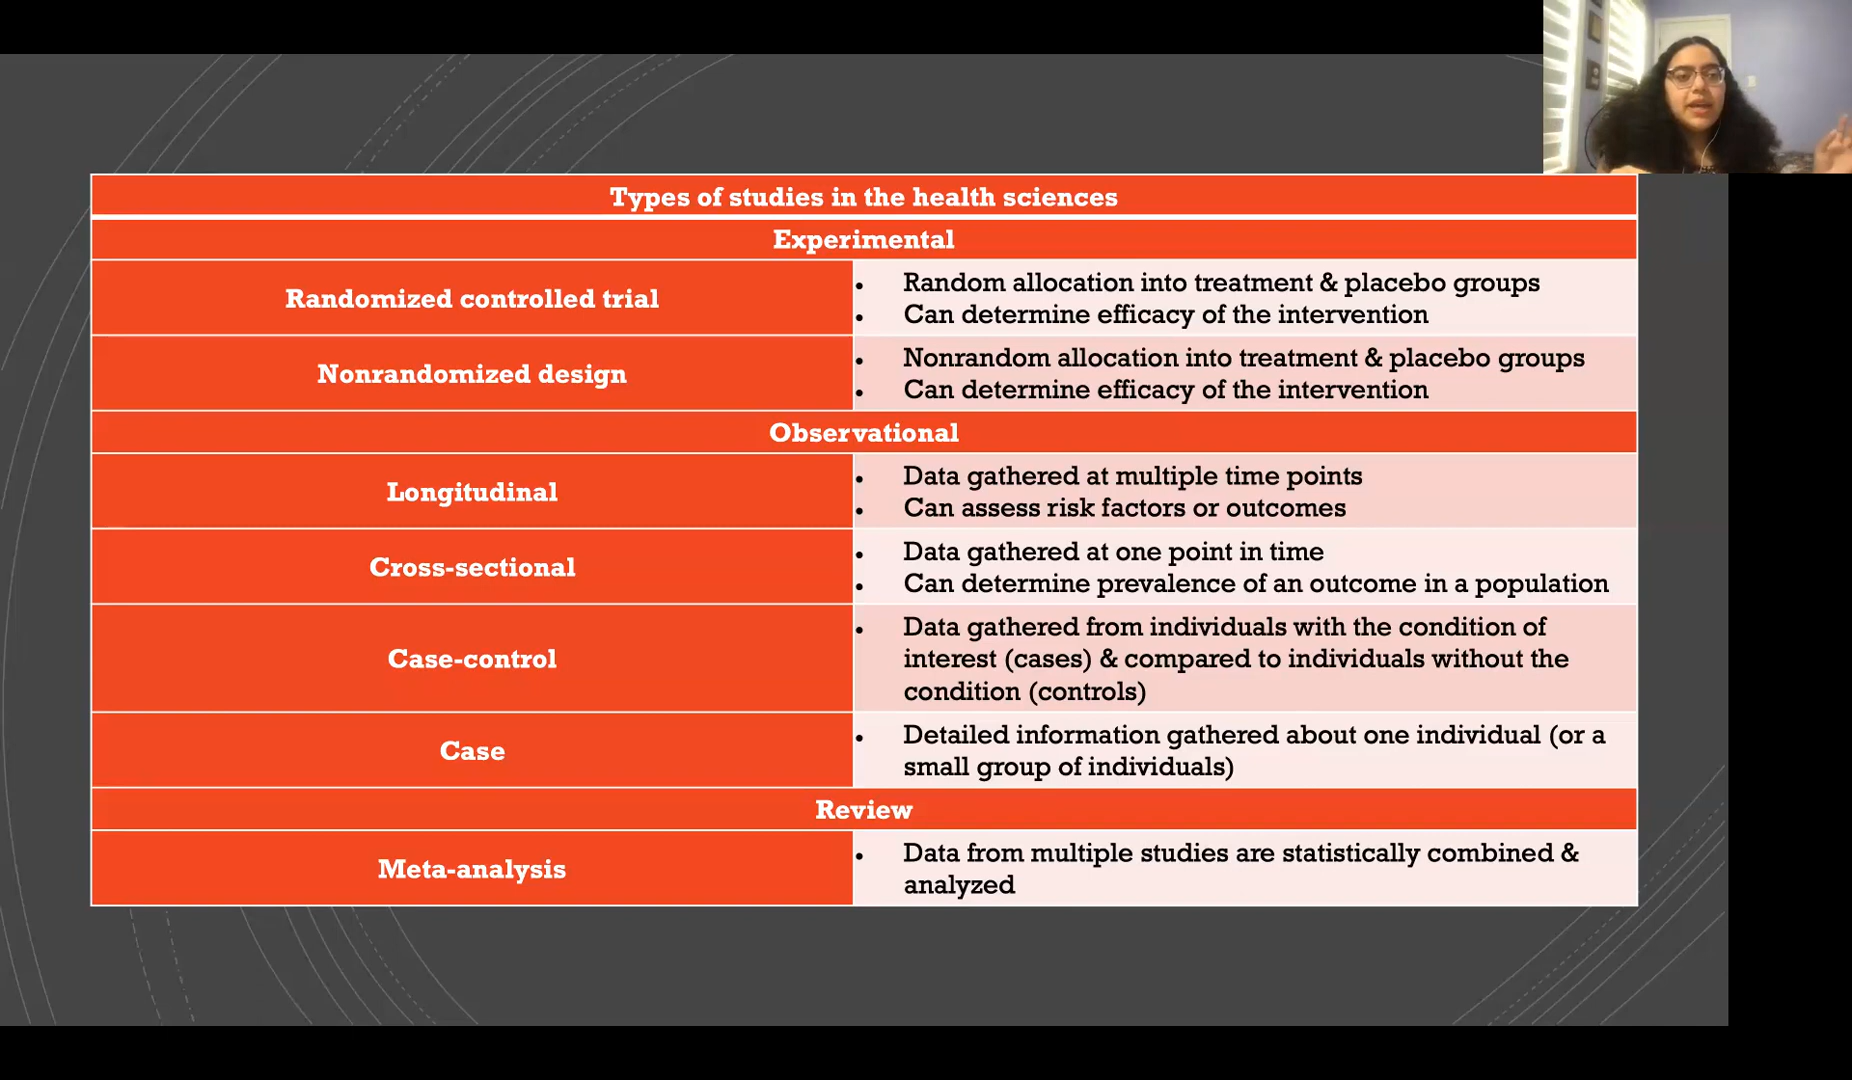 Types of studies in the health sciences
Experimental
Randomized controlled trial
• Random allocation into treatment & placebo groups
• Can determine efficacy of the intervention
Nonrandomized design
• Nonrandom allocation into treatment & placebo groups
• Can determine efficacy of the intervention
Observational
Longitudinal
• Data gathered at multiple time points
• Can assess risk factors or outcomes
Cross-sectional
• Data gathered at one point in time
• Can determine prevalence of an outcome in a population
Case-control
• Data gathered from individuals with the condition of
interest (cases) & compared to individuals without the
condition (controls)
Case
• Detailed information gathered about one individual (or a
small group of individuals)
Review
Meta-analysis
• Data from multiple studies are statistically combined &
analyzed